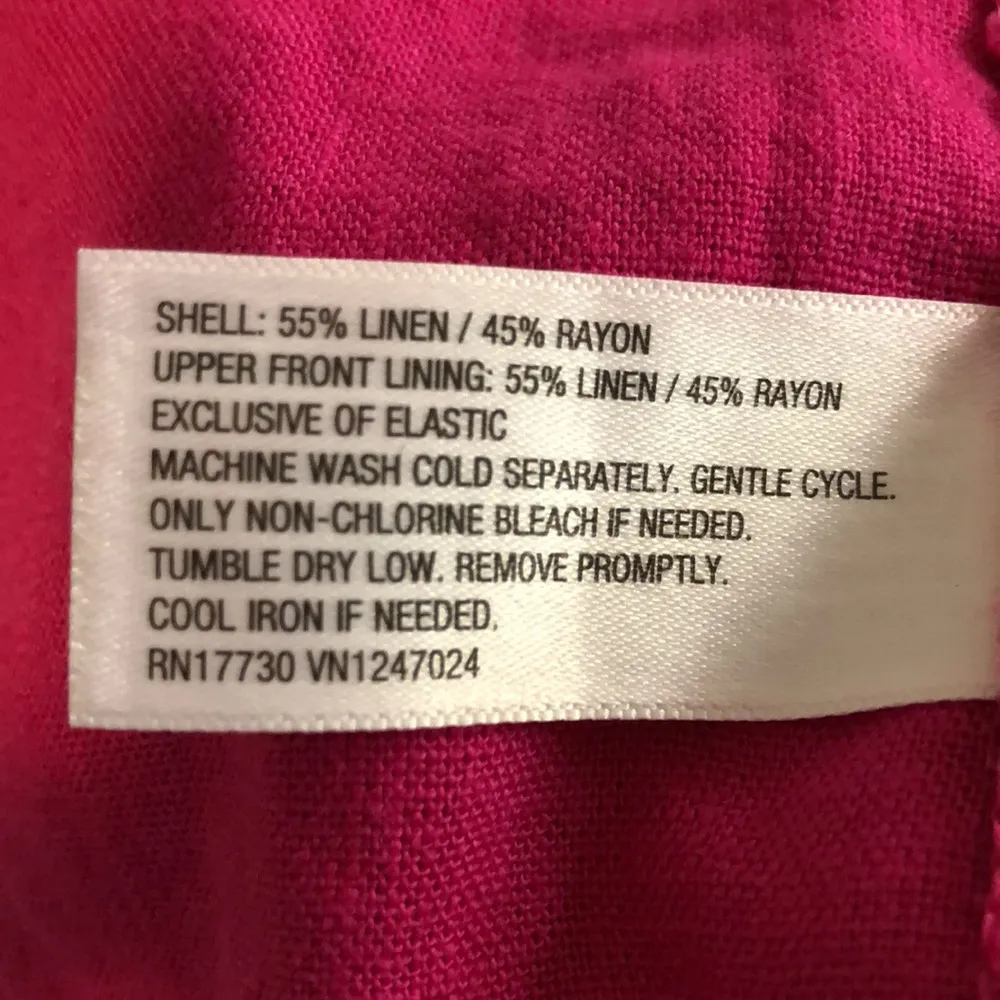 SHELL: 55% LINEN / 45% RAYON
UPPER FRONT LINING: 55% LINEN / 45% RAYON
EXCLUSIVE OF ELASTIC
MACHINE WASH COLD SEPARATELY. GENTLE CYCLE.
ONLY NON-CHLORINE BLEACH IF NEEDED.
TUMBLE DRY LOW. REMOVE PROMPTLY.
COOL IRON IF NEEDED.
RN17730 VN1247024